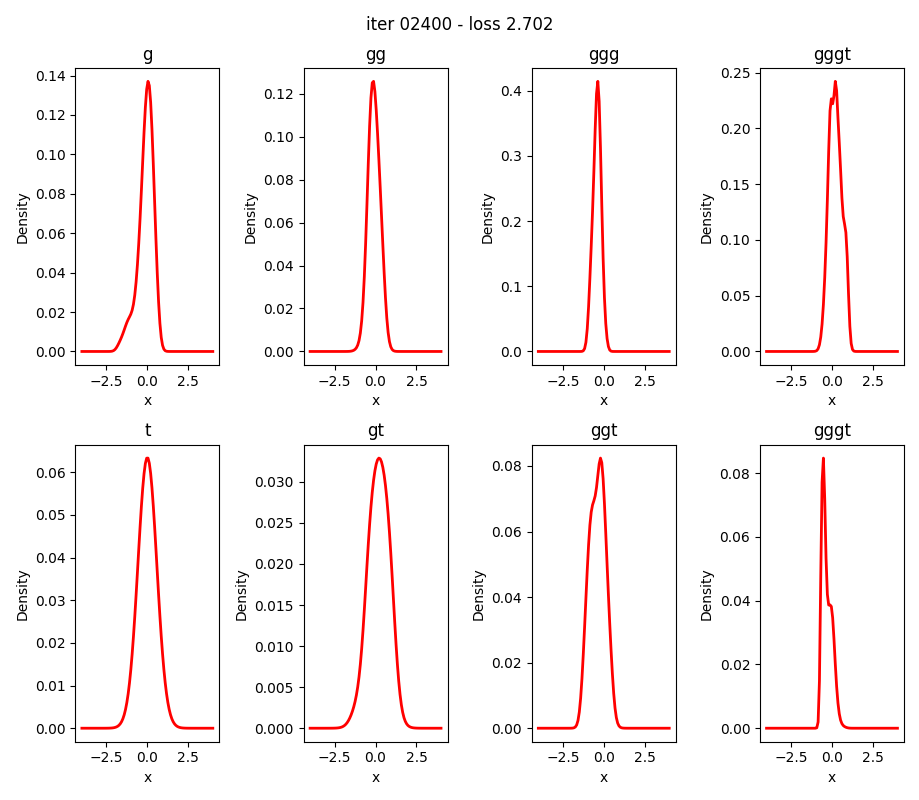 iter 02400 - loss 2.702
g
gg
ggg
gggt
0.14
0.12
0.10
0.08
0.06
0.04
0.02
0.00
Density
−2.5 0.0 2.5
x
0.12
0.10
0.08
0.06
0.04
0.02
0.00
Density
−2.5 0.0 2.5
x
0.4
0.3
0.2
0.1
0.0
Density
−2.5 0.0 2.5
x
0.25
0.20
0.15
0.10
0.05
0.00
Density
−2.5 0.0 2.5
x
t
gt
ggt
gggt
0.06
0.05
0.04
0.03
0.02
0.01
0.00
Density
−2.5 0.0 2.5
x
0.030
0.025
0.020
0.015
0.010
0.005
0.000
Density
−2.5 0.0 2.5
x
0.08
0.06
0.04
0.02
0.00
Density
−2.5 0.0 2.5
x
0.08
0.06
0.04
0.02
0.00
Density
−2.5 0.0 2.5
x